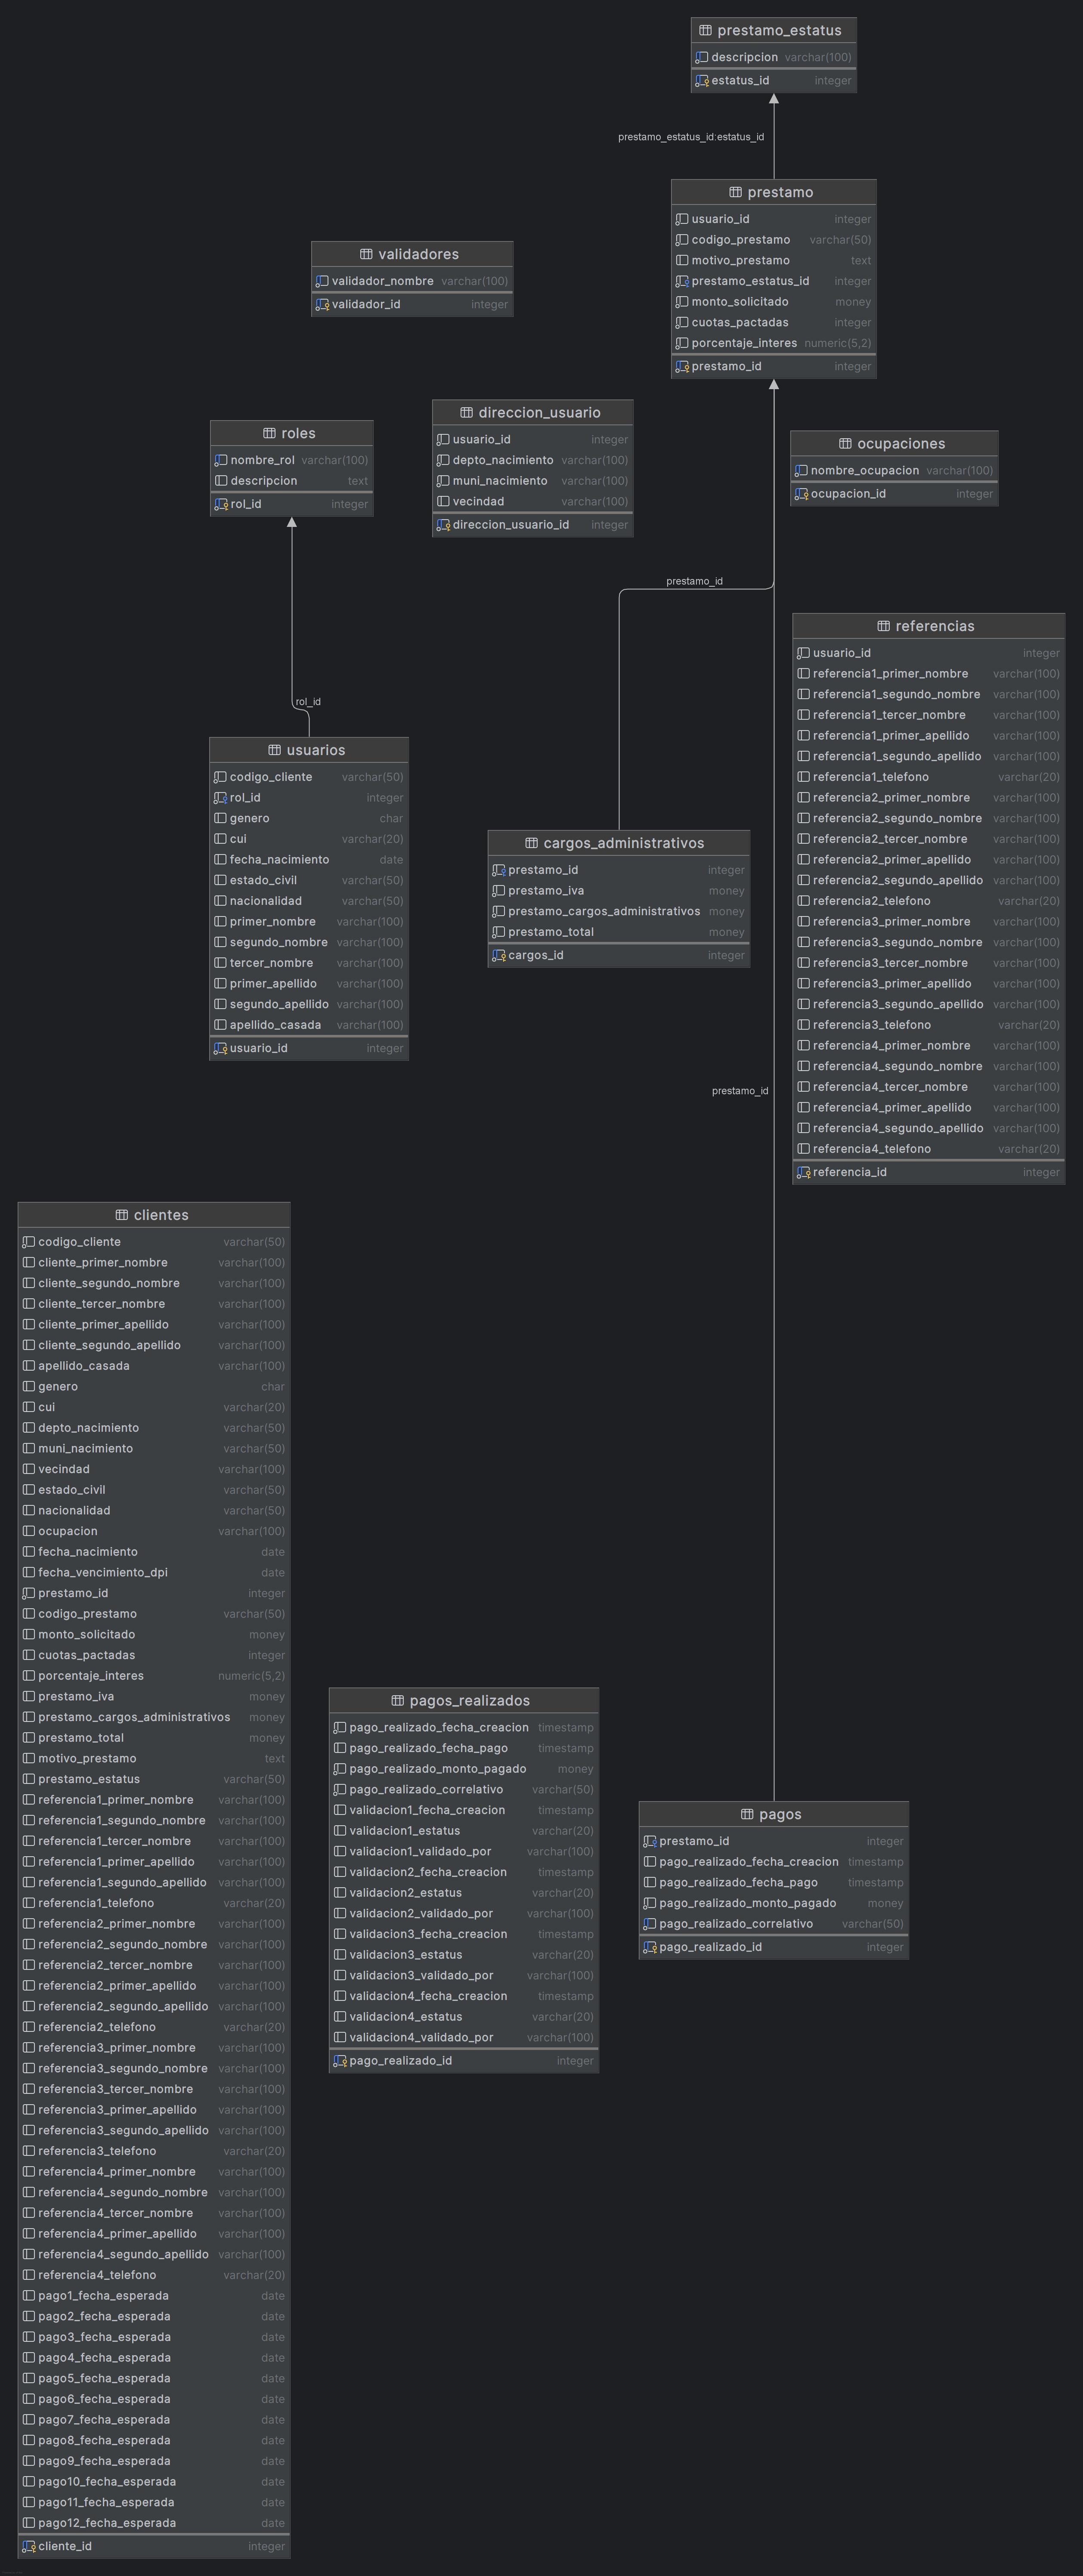 prestamo_estatus
descripcion varchar(100)
estatus_id integer
prestamo_estatus_id:estatus_id
prestamo
usuario_id integer
codigo_prestamo varchar(50)
motivo_prestamo text
prestamo_estatus_id integer
monto_solicitado money
cuotas_pactadas integer
porcentaje_interes numeric(5,2)
prestamo_id integer
validadores
validador_nombre varchar(100)
validador_id integer
direccion_usuario
usuario_id integer
depto_nacimiento varchar(100)
muni_nacimiento varchar(100)
vecindad varchar(100)
direccion_usuario_id integer
roles
nombre_rol varchar(100)
descripcion text
rol_id integer
ocupaciones
nombre_ocupacion varchar(100)
ocupacion_id integer
prestamo_id
referencias
usuario_id integer
referencia1_primer_nombre varchar(100)
referencia1_segundo_nombre varchar(100)
referencia1_tercer_nombre varchar(100)
referencia1_primer_apellido varchar(100)
referencia1_segundo_apellido varchar(100)
referencia1_telefono varchar(20)
referencia2_primer_nombre varchar(100)
referencia2_segundo_nombre varchar(100)
referencia2_tercer_nombre varchar(100)
referencia2_primer_apellido varchar(100)
referencia2_segundo_apellido varchar(100)
referencia2_telefono varchar(20)
referencia3_primer_nombre varchar(100)
referencia3_segundo_nombre varchar(100)
referencia3_tercer_nombre varchar(100)
referencia3_primer_apellido varchar(100)
referencia3_segundo_apellido varchar(100)
referencia3_telefono varchar(20)
referencia4_primer_nombre varchar(100)
referencia4_segundo_nombre varchar(100)
referencia4_tercer_nombre varchar(100)
referencia4_primer_apellido varchar(100)
referencia4_segundo_apellido varchar(100)
referencia4_telefono varchar(20)
referencia_id integer
rol_id
usuarios
codigo_cliente varchar(50)
rol_id integer
genero char
cui varchar(20)
fecha_nacimiento date
estado_civil varchar(50)
nacionalidad varchar(50)
primer_nombre varchar(100)
segundo_nombre varchar(100)
tercer_nombre varchar(100)
primer_apellido varchar(100)
segundo_apellido varchar(100)
apellido_casada varchar(100)
usuario_id integer
cargos_administrativos
prestamo_id integer
prestamo_iva money
prestamo_cargos_administrativos money
prestamo_total money
cargos_id integer
prestamo_id
clientes
codigo_cliente varchar(50)
cliente_primer_nombre varchar(100)
cliente_segundo_nombre varchar(100)
cliente_tercer_nombre varchar(100)
cliente_primer_apellido varchar(100)
cliente_segundo_apellido varchar(100)
apellido_casada varchar(100)
genero char
cui varchar(20)
depto_nacimiento varchar(50)
muni_nacimiento varchar(50)
vecindad varchar(100)
estado_civil varchar(50)
nacionalidad varchar(50)
ocupacion varchar(100)
fecha_nacimiento date
fecha_vencimiento_dpi date
prestamo_id integer
codigo_prestamo varchar(50)
monto_solicitado money
cuotas_pactadas integer
porcentaje_interes numeric(5,2)
prestamo_iva money
prestamo_cargos_administrativos money
prestamo_total money
motivo_prestamo text
prestamo_estatus varchar(50)
referencia1_primer_nombre varchar(100)
referencia1_segundo_nombre varchar(100)
referencia1_tercer_nombre varchar(100)
referencia1_primer_apellido varchar(100)
referencia1_segundo_apellido varchar(100)
referencia1_telefono varchar(20)
referencia2_primer_nombre varchar(100)
referencia2_segundo_nombre varchar(100)
referencia2_tercer_nombre varchar(100)
referencia2_primer_apellido varchar(100)
referencia2_segundo_apellido varchar(100)
referencia2_telefono varchar(20)
referencia3_primer_nombre varchar(100)
referencia3_segundo_nombre varchar(100)
referencia3_tercer_nombre varchar(100)
referencia3_primer_apellido varchar(100)
referencia3_segundo_apellido varchar(100)
referencia3_telefono varchar(20)
referencia4_primer_nombre varchar(100)
referencia4_segundo_nombre varchar(100)
referencia4_tercer_nombre varchar(100)
referencia4_primer_apellido varchar(100)
referencia4_segundo_apellido varchar(100)
referencia4_telefono varchar(20)
pago1_fecha_esperada date
pago2_fecha_esperada date
pago3_fecha_esperada date
pago4_fecha_esperada date
pago5_fecha_esperada date
pago6_fecha_esperada date
pago7_fecha_esperada date
pago8_fecha_esperada date
pago9_fecha_esperada date
pago10_fecha_esperada date
pago11_fecha_esperada date
pago12_fecha_esperada date
cliente_id integer
pagos_realizados
pago_realizado_fecha_creacion timestamp
pago_realizado_fecha_pago timestamp
pago_realizado_monto_pagado money
pago_realizado_correlativo varchar(50)
validacion1_fecha_creacion timestamp
validacion1_estatus varchar(20)
validacion1_validado_por varchar(100)
validacion2_fecha_creacion timestamp
validacion2_estatus varchar(20)
validacion2_validado_por varchar(100)
validacion3_fecha_creacion timestamp
validacion3_estatus varchar(20)
validacion3_validado_por varchar(100)
validacion4_fecha_creacion timestamp
validacion4_estatus varchar(20)
validacion4_validado_por varchar(100)
pago_realizado_id integer
pagos
prestamo_id integer
pago_realizado_fecha_creacion timestamp
pago_realizado_fecha_pago timestamp
pago_realizado_monto_pagado money
pago_realizado_correlativo varchar(50)
pago_realizado_id integer